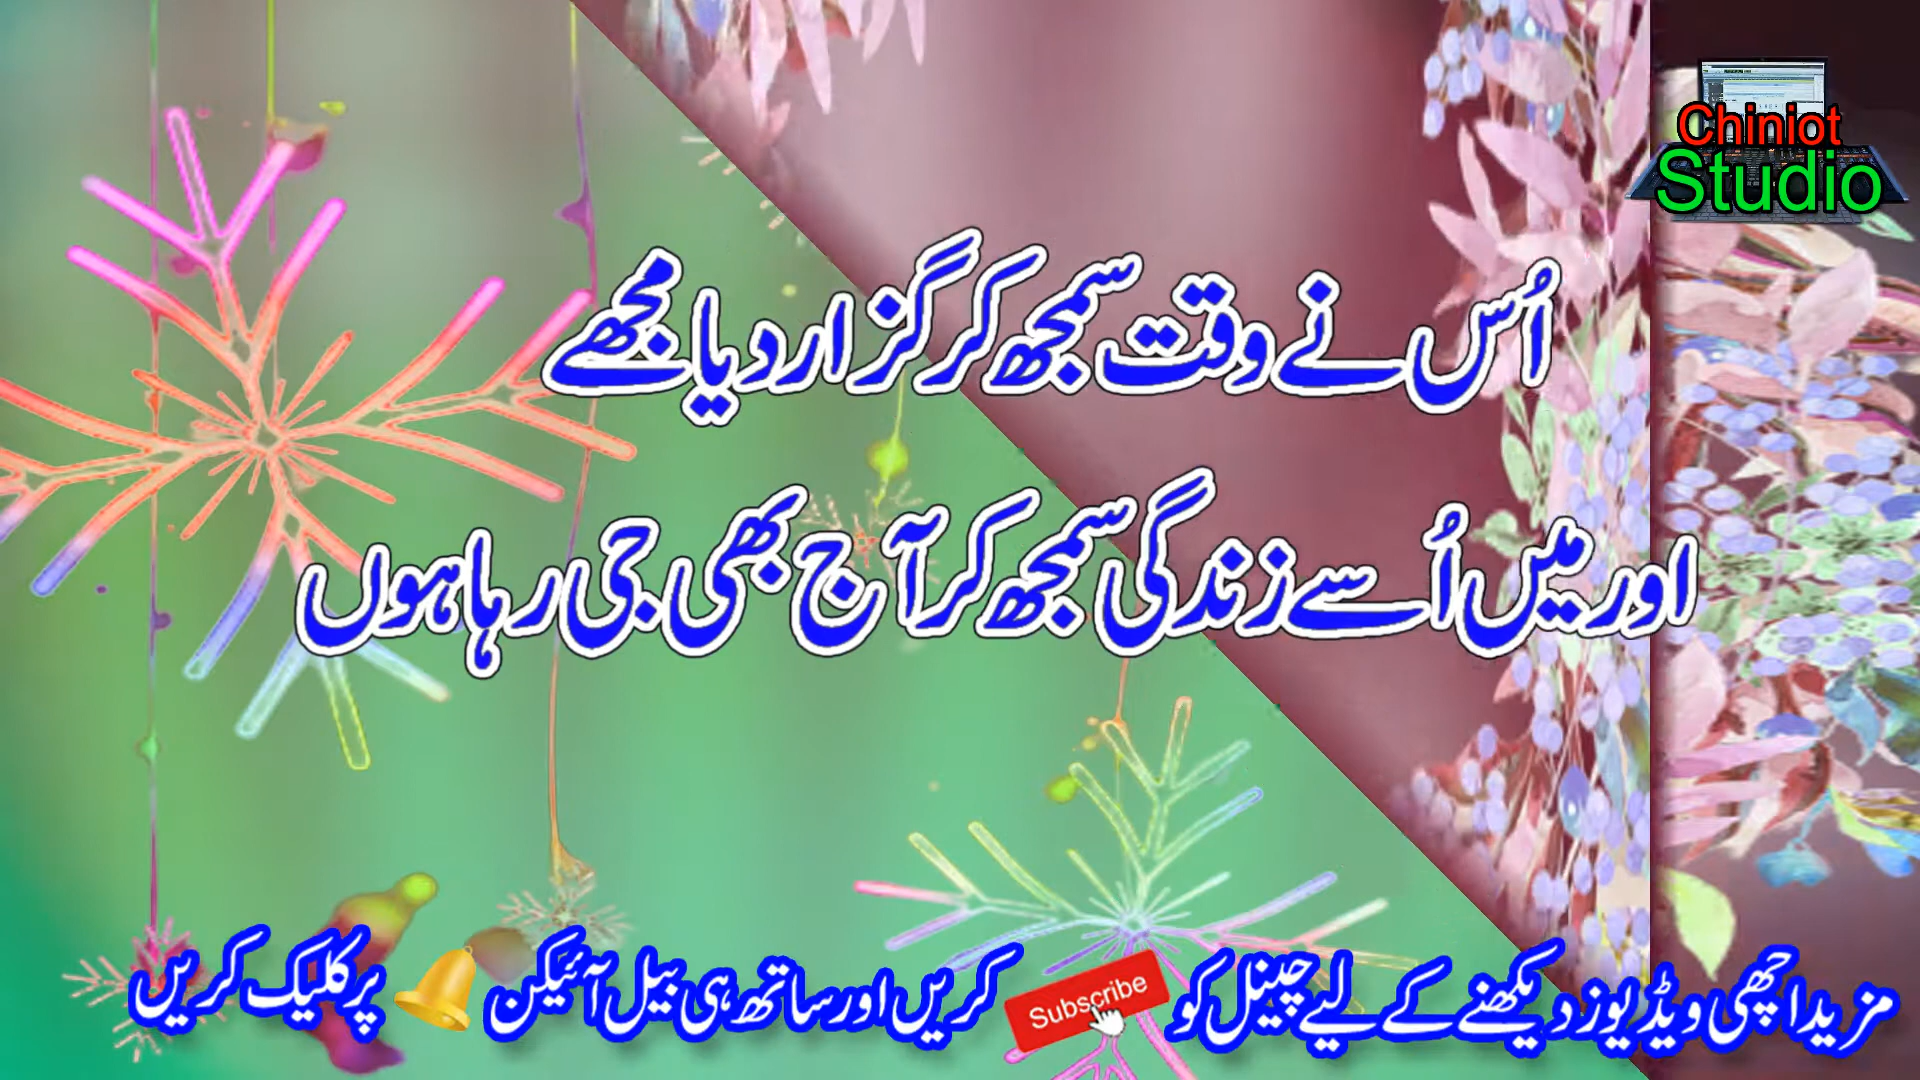 Chiniot
Studio
اُس نے وقت سمجھ کر گزار دیا مجھے
اور میں اُسے زندگی سمجھ کر آج بھی جی رہا ہوں
مزید اچھی ویڈیوز دیکھنے کے لیے چینل کو Subscribe کریں اور ساتھ ہی بیل آئیکن پر کلیک کریں